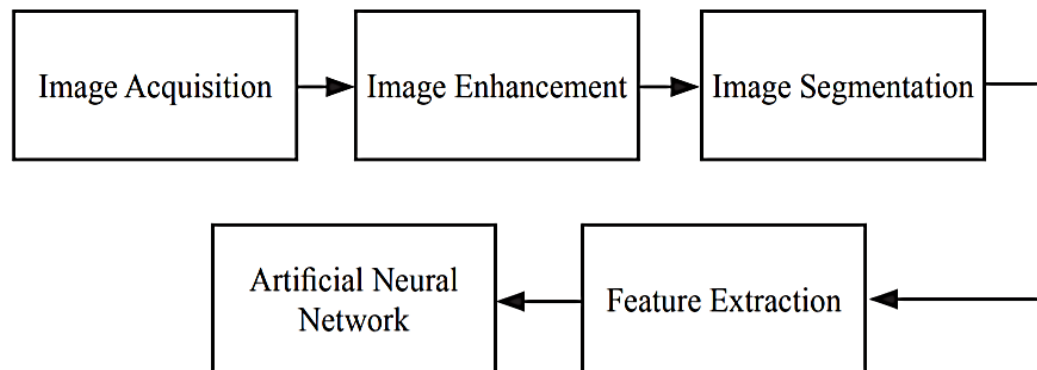 Image Acquisition
Image Enhancement
Image Segmentation
Artificial Neural
Network
Feature Extraction